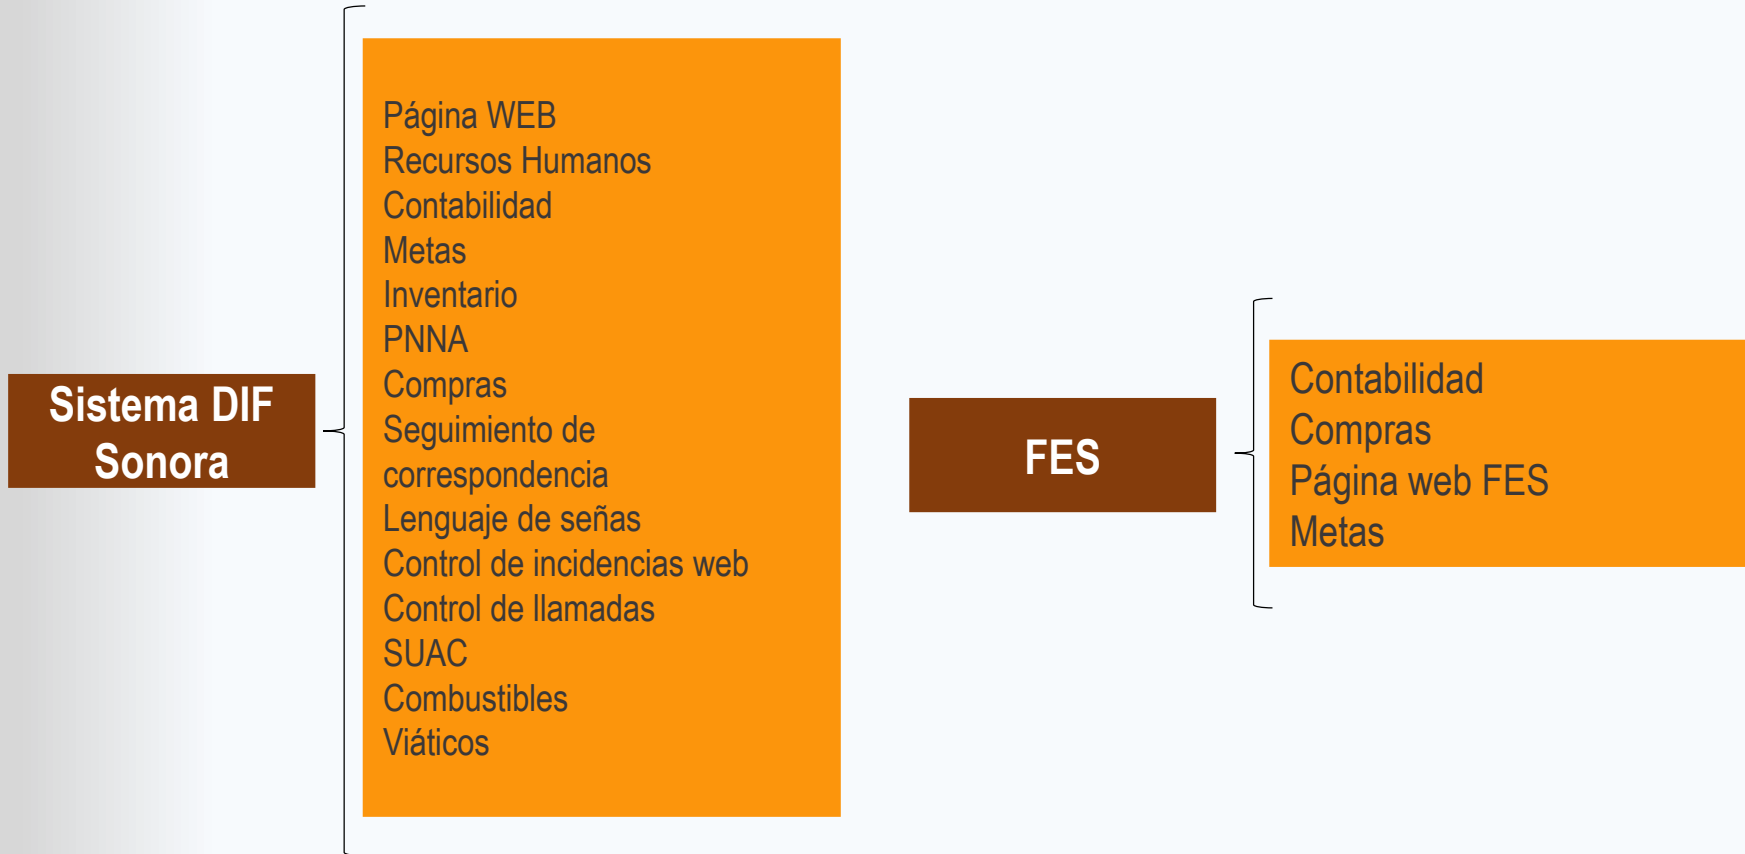 Sistema DIF
Sonora
Página WEB
Recursos Humanos
Contabilidad
Metas
Inventario
PNNA
Compras
Seguimiento de
correspondencia
Lenguaje de señas
Control de incidencias web
Control de llamadas
SUAC
Combustibles
Viáticos
FES
Contabilidad
Compras
Página web FES
Metas